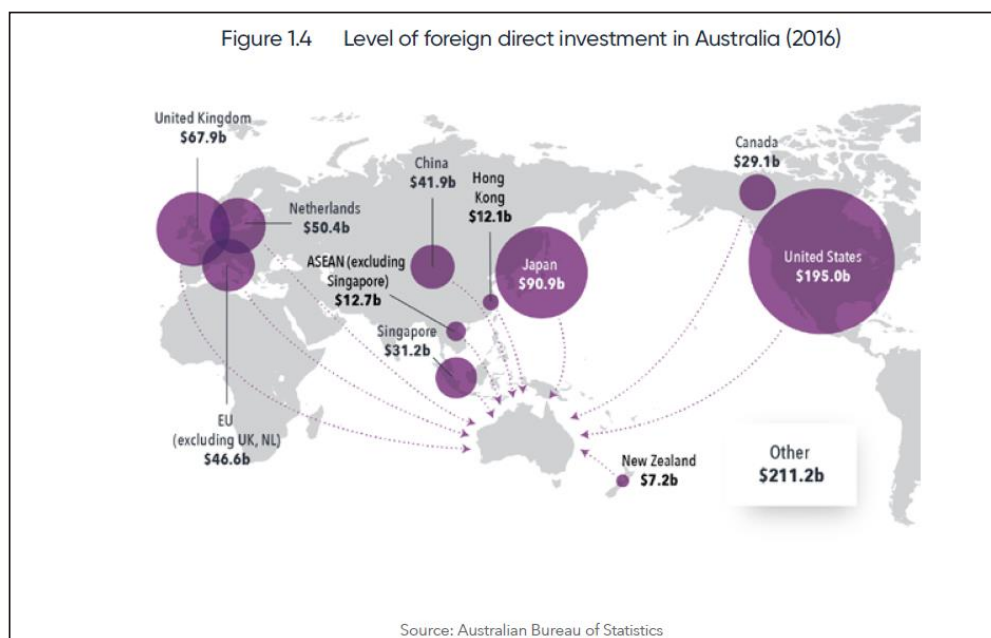 Figure 1.4 Level of foreign direct investment in Australia (2016)
United Kingdom
$67.9b
Netherlands
$50.4b
China
$41.9b
Hong
Kong
$12.1b
Canada
$29.1b
ASEAN (excluding
Singapore)
$12.7b
Japan
$90.9b
United States
$195.0b
Singapore
$31.2b
EU
(excluding UK, NL)
$46.6b
New Zealand
$7.2b
Other
$211.2b
Source: Australian Bureau of Statistics